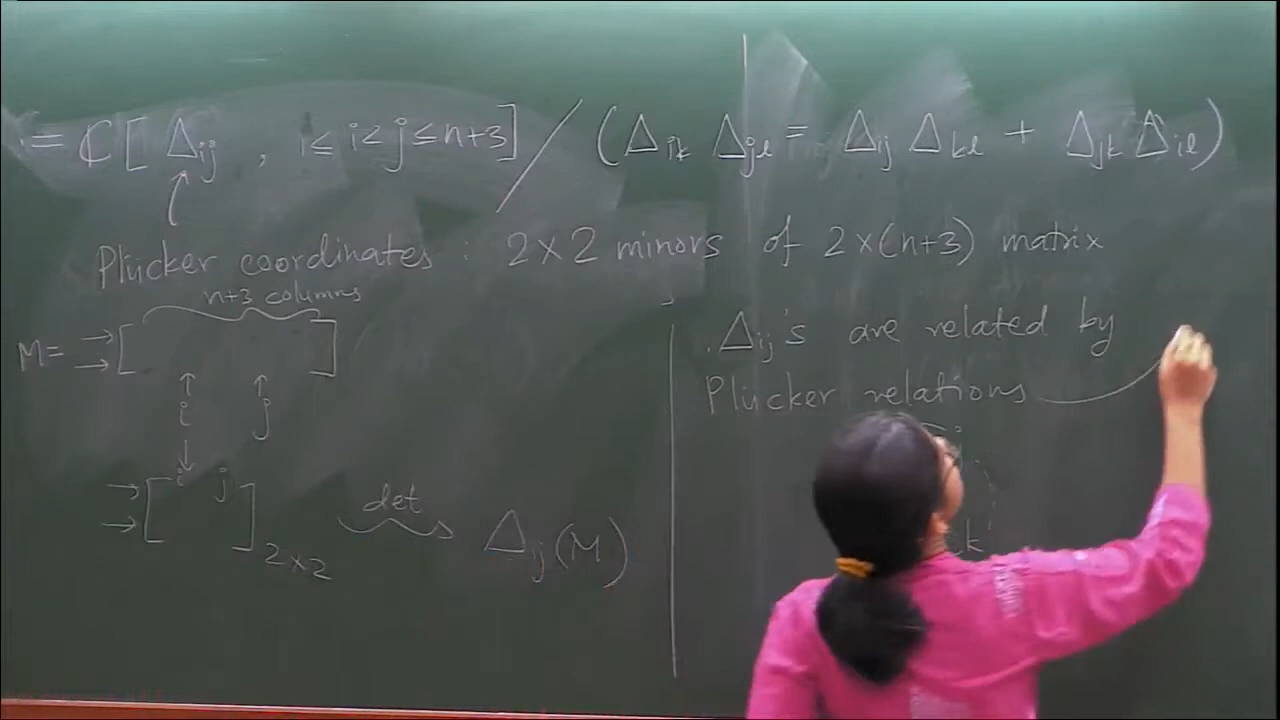 := ℂ[Δij, i≤ i<j≤n+3] / (Δik Δjl = Δij Δkl + Δjk Δil)
Plücker coordinates : 2×2 minors of 2×(n+3) matrix
n+3 columns
M= [ ]
i j
i j
[ ] 2×2 det Δij(M)
. Δij's are related by
Plücker relations
k